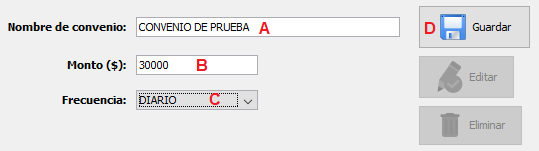 Nombre de convenio: CONVENIO DE PRUEBA A
D Guardar
Monto ($): 30000 B
Editar
Frecuencia: DIARIO C
Eliminar